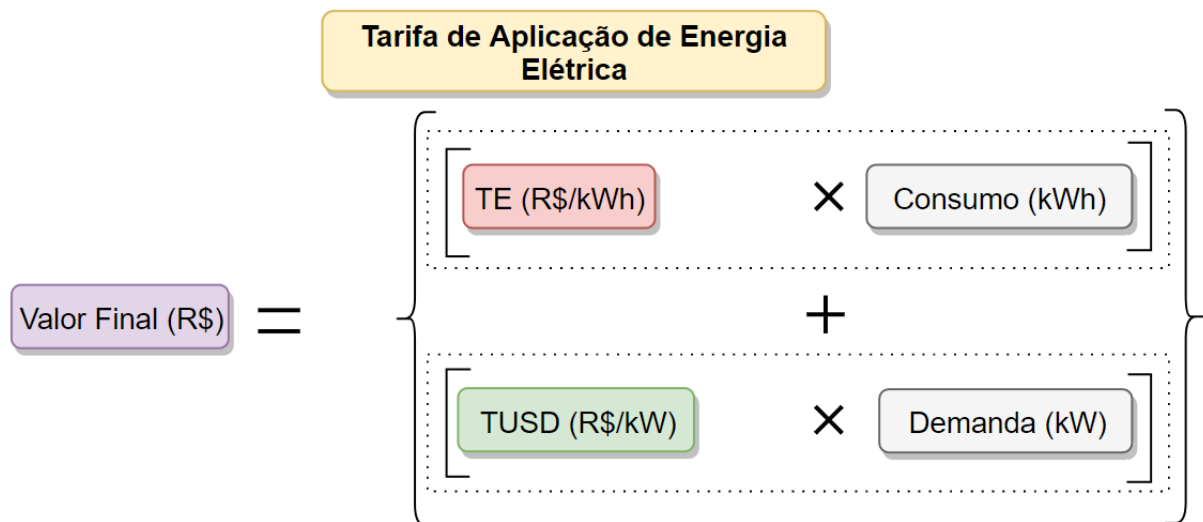 Tarifa de Aplicação de Energia
Elétrica
TE (R$/kWh) × Consumo (kWh)
Valor Final (R$) = +
TUSD (R$/kW) × Demanda (kW)